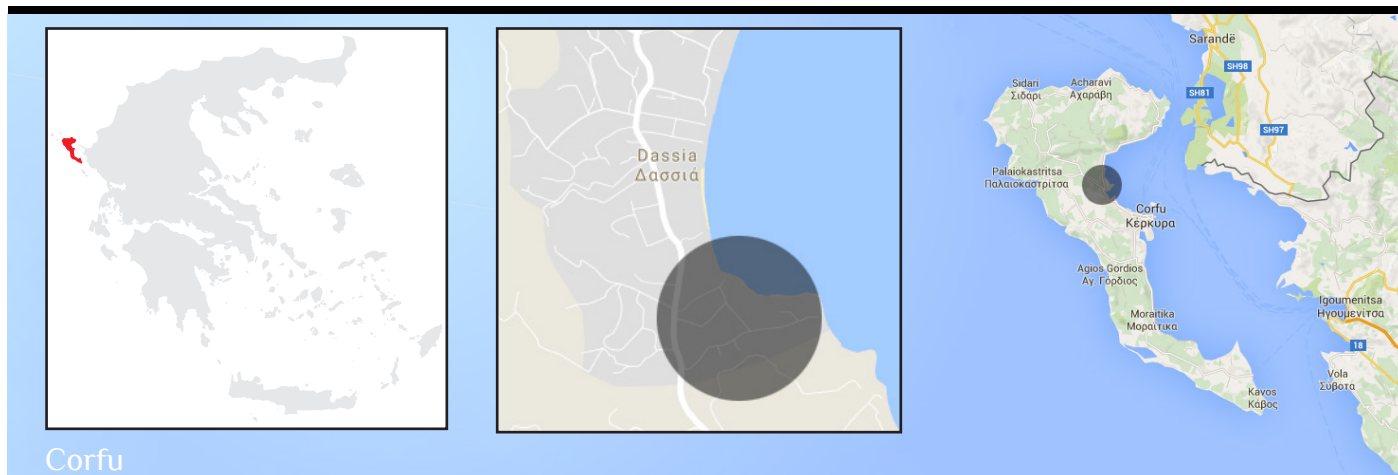 Corfu
Dassia
Δασσιά
Sarandë
SH98
SH81
SH97
Sidari
Σιδάρι
Acharavi
Αχαράβη
Palaiokastritsa
Παλαιοκαστρίτσα
Corfu
Κέρκυρα
Agios Gordios
Αγ. Γόρδιος
Moraitika
Μοραΐτικα
Igoumenitsa
Ηγουμενίτσα
18
Vola
Σύβοτα
Kavos
Κάβος